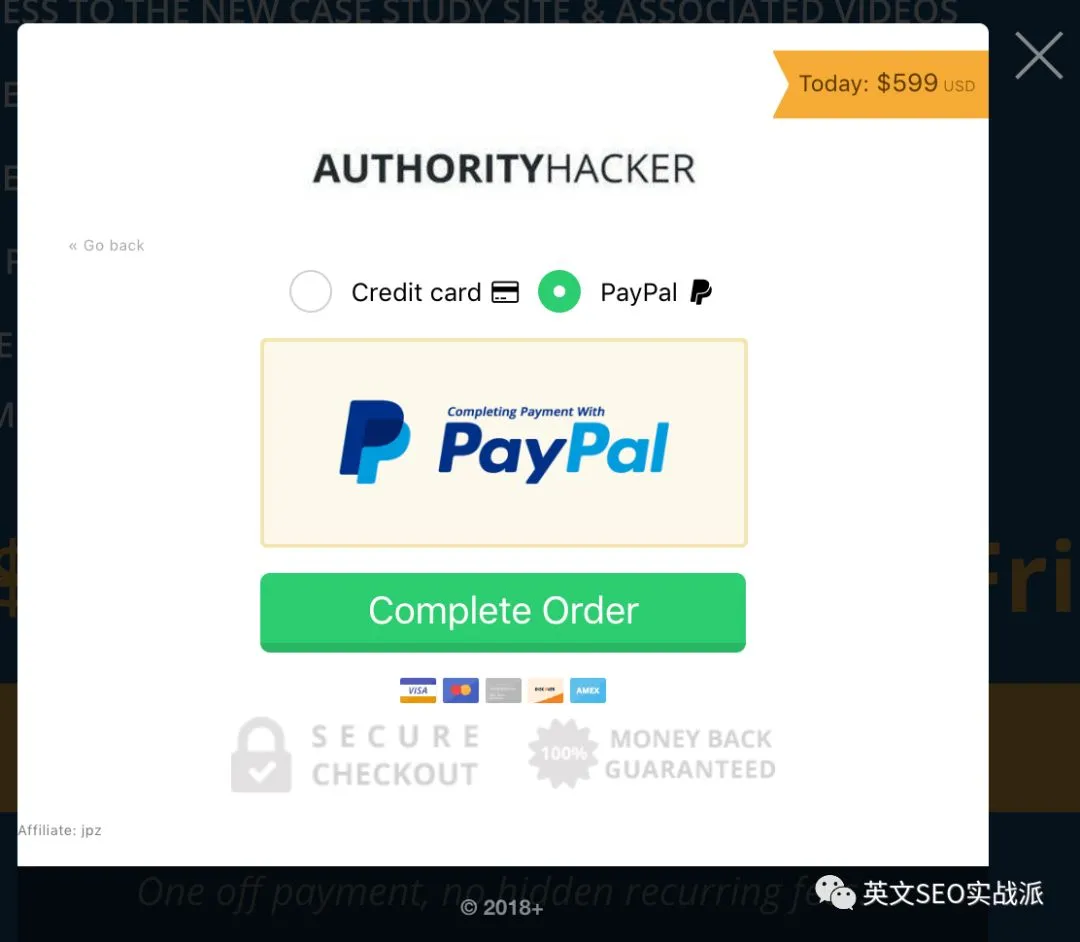 ESS TO THE NEW CASE STUDY SITE & ASSOCIATED VIDEOS
Today: $599 USD
AUTHORITYHACKER
« Go back
Credit card
PayPal
Completing Payment With
PayPal
Complete Order
VISA
AMEX
SECURE
CHECKOUT
100%
MONEY BACK
GUARANTEED
Affiliate: jpz
One off payment, no hidden recurring fe
© 2018+
英文SEO实战派